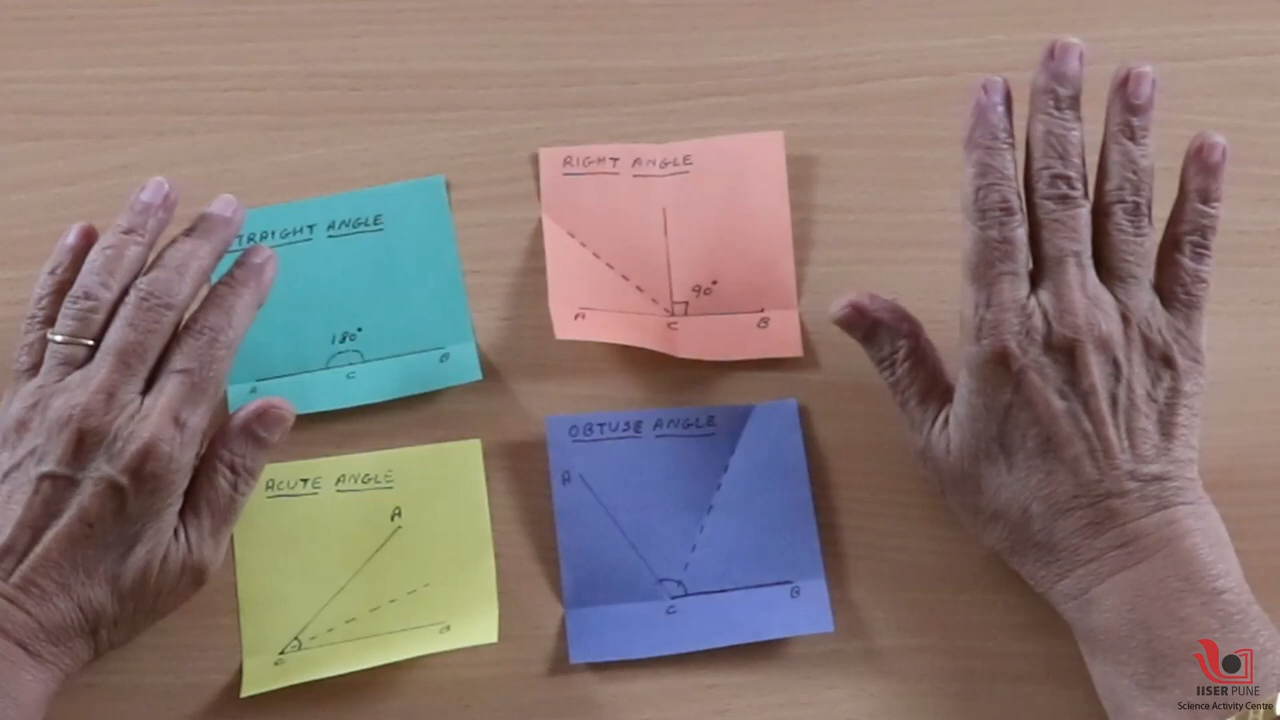 TRAIGHT ANGLE
180°
A
C
B
RIGHT ANGLE
90°
A
C
B
ACUTE ANGLE
A
C
B
OBTUSE ANGLE
A
C
B
IISER PUNE
Science Activity Centre